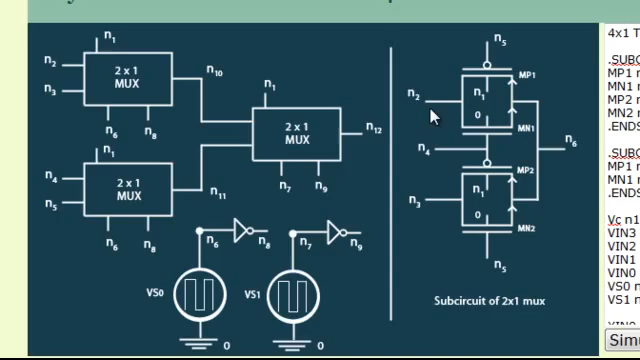 n1
n2
2 x 1
MUX
n3
n10
n6
n8
n1
2 x 1
MUX
n12
n7
n9
n1
n4
2 x 1
MUX
n5
n11
n6
n8
n6
n8
n7
n9
VS0
VS1
0
0
n5
MP1
n2
n1
0
MN1
n4
n6
MP2
n1
n3
0
MN2
n5
Subcircuit of 2x1 mux
4x1 T
.SUBC
MP1 n
MN1 n
MP2 n
MN2 n
.ENDS
.SUBC
MP1 n
MN1 n
.ENDS
Vc n1
VIN3
VIN2
VIN1
VIN0
VS0 n
VS1 n
Sim